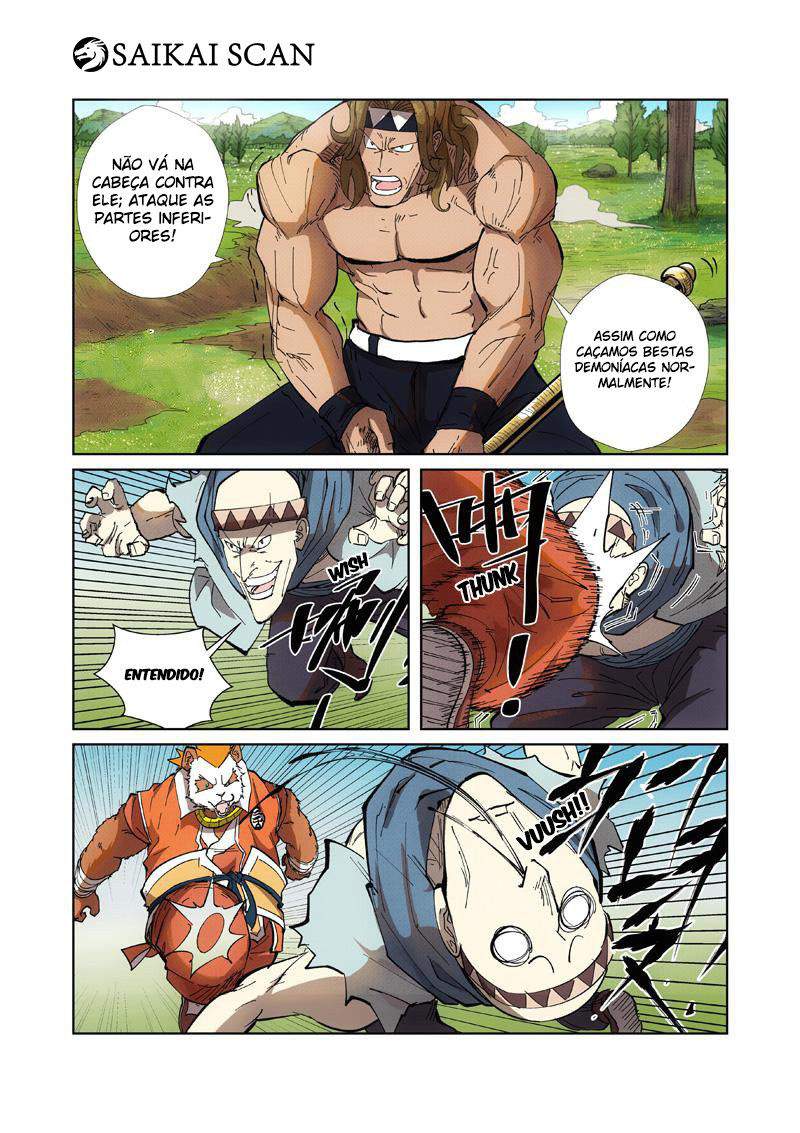 SAIKAI SCAN
NÃO VÁ NA
CABEÇA CONTRA
ELE; ATAQUE AS
PARTES INFERI-
ORES!
ASSIM COMO
CAÇAMOS BESTAS
DEMONÍACAS NOR-
MALMENTE!
WISH
ENTENDIDO!
THUNK
VUUSH!!